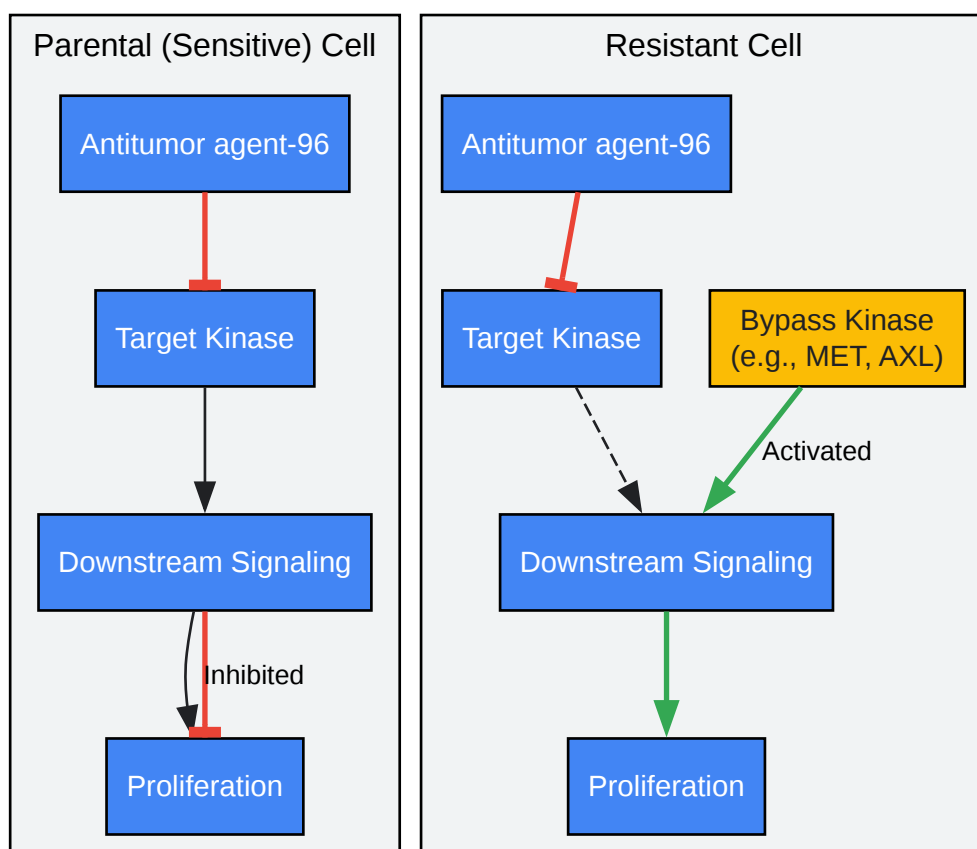 Parental (Sensitive) Cell
Antitumor agent-96
Target Kinase
Downstream Signaling
Inhibited
Proliferation
Resistant Cell
Antitumor agent-96
Target Kinase
Bypass Kinase
(e.g., MET, AXL)
Activated
Downstream Signaling
Proliferation